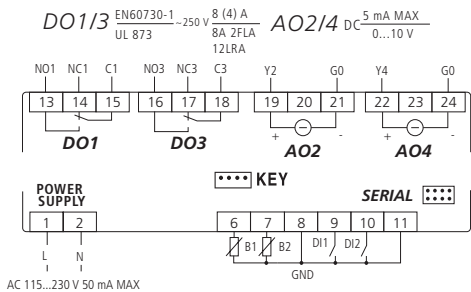 DO1/3 EN60730-1 ~250 V 8 (4) A AO2/4 DC 5 mA MAX
UL 873 8A 2FLA 0...10 V
12LRA
NO1 NC1 C1 NO3 NC3 C3 Y2 G0 Y4 G0
13 14 15 16 17 18 19 20 21 22 23 24
+ - + -
DO1 DO3 AO2 AO4
KEY
POWER SUPPLY SERIAL
1 2 6 7 8 9 10 11
L N B1 B2 DI1 DI2
GND
AC 115...230 V 50 mA MAX